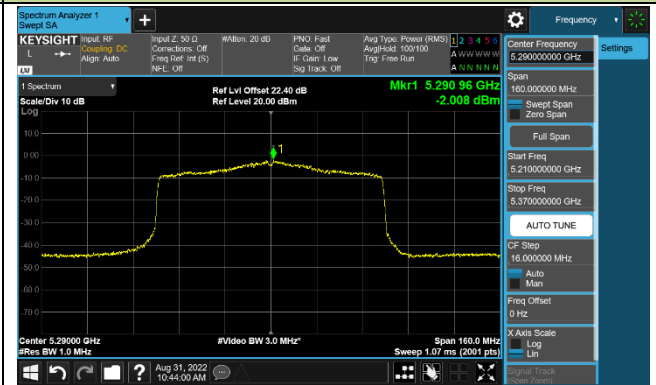 Spectrum Analyzer 1
Swept SA
Frequency
KEYSIGHT
Input: RF
Coupling: DC
Align: Auto
Input Z: 50 Ω
Corrections: Off
Freq Ref: Int (S)
NFE: Off
#Atten: 20 dB
PNO: Fast
Gate: Off
IF Gain: Low
Sig Track: Off
Avg Type: Power (RMS)
Avg|Hold: 100/100
Trig: Free Run
1 2 3 4 5 6
A W W W W W
A N N N N N
L
LXI
1 Spectrum
Scale/Div 10 dB
Log
Ref Lvl Offset 22.40 dB
Ref Level 20.00 dBm
Mkr1 5.290 96 GHz
-2.008 dBm
10.0
0.00
-10.0
-20.0
-30.0
-40.0
-50.0
-60.0
-70.0
1
Center 5.29000 GHz
#Res BW 1.0 MHz
#Video BW 3.0 MHz*
Span 160.0 MHz
Sweep 1.07 ms (2001 pts)
Center Frequency
5.290000000 GHz
Settings
Span
160.000000 MHz
Swept Span
Zero Span
Full Span
Start Freq
5.210000000 GHz
Stop Freq
5.370000000 GHz
AUTO TUNE
CF Step
16.000000 MHz
Auto
Man
Freq Offset
0 Hz
X Axis Scale
Log
Lin
Signal Track
(Span Zoom)
Aug 31, 2022
10:44:00 AM